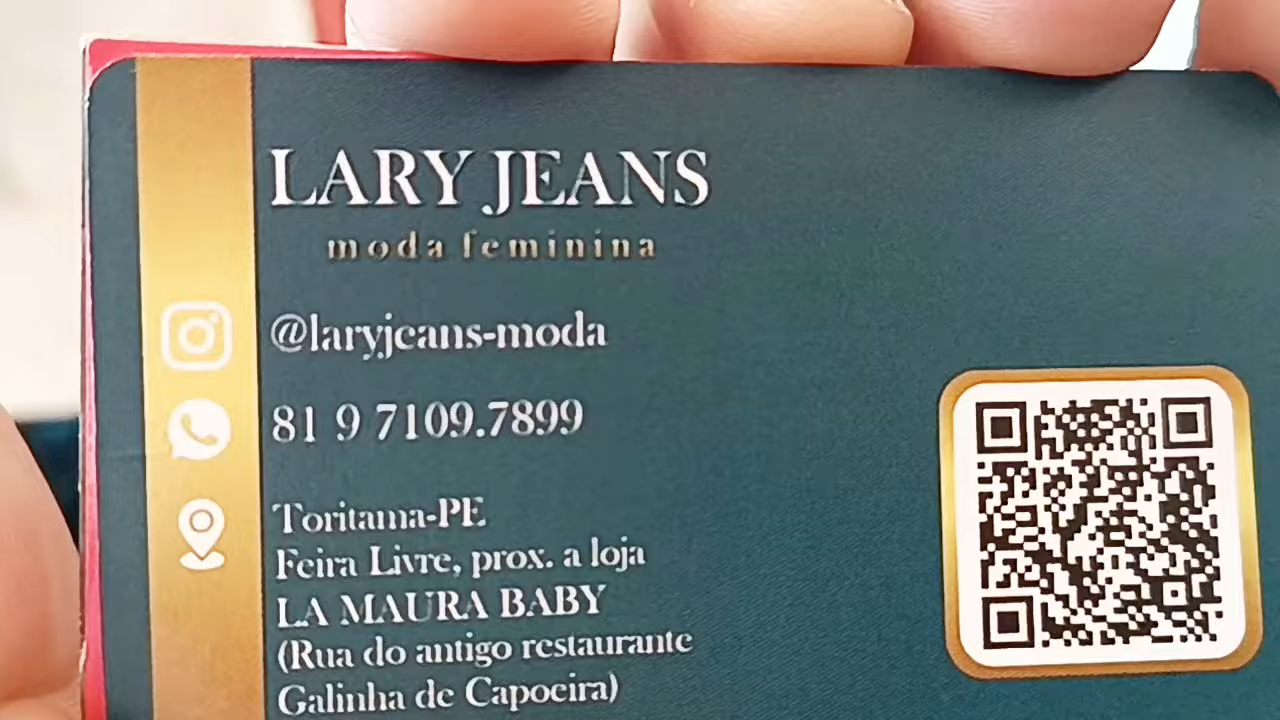 LARY JEANS
moda feminina
@laryjeans-moda
81 9 7109.7899
Toritama-PE
Feira Livre, prox. a loja
LA MAURA BABY
(Rua do antigo restaurante
Galinha de Capoeira)